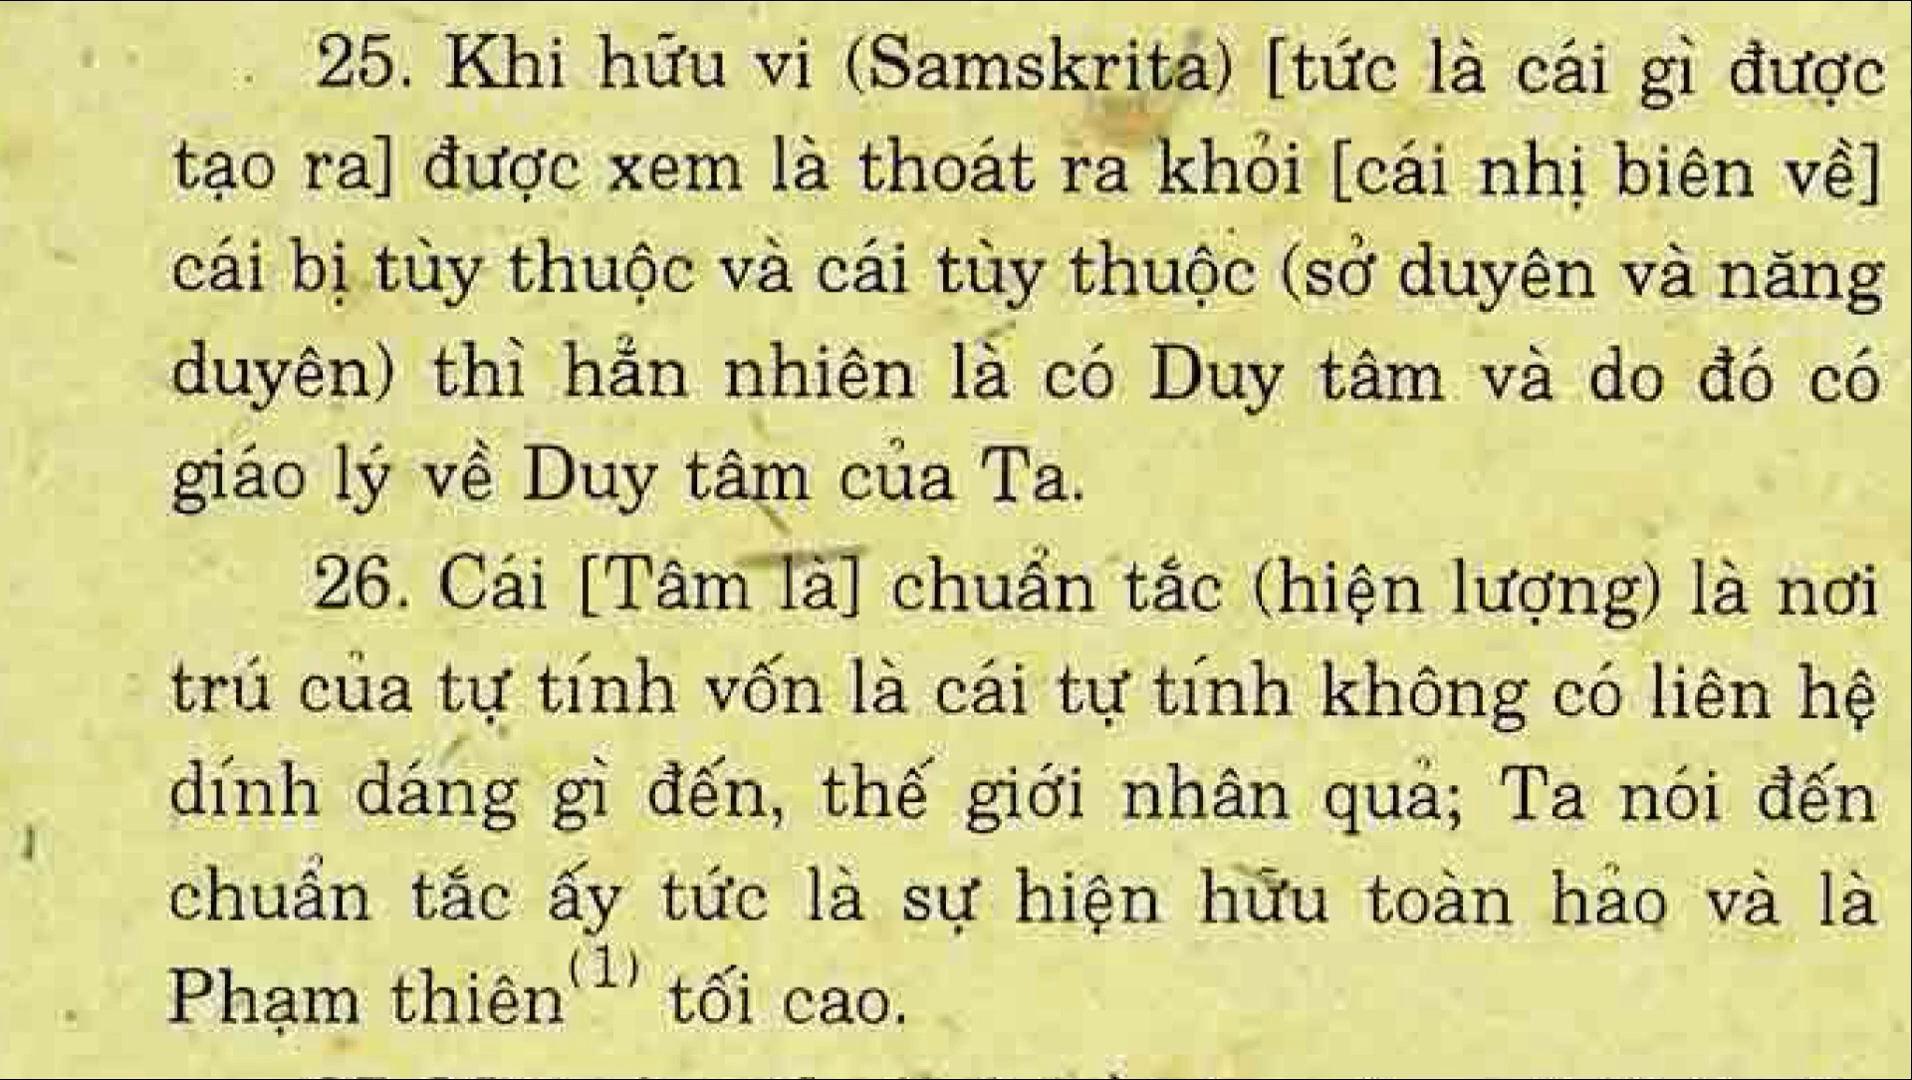 25. Khi hữu vi (Samskrita) [tức là cái gì được
tạo ra] được xem là thoát ra khỏi [cái nhị biên về]
cái bị tùy thuộc và cái tùy thuộc (sở duyên và năng
duyên) thì hẳn nhiên là có Duy tâm và do đó có
giáo lý về Duy tâm của Ta.
26. Cái [Tâm là] chuẩn tắc (hiện lượng) là nơi
trú của tự tính vốn là cái tự tính không có liên hệ
dính dáng gì đến, thế giới nhân quả; Ta nói đến
chuẩn tắc ấy tức là sự hiện hữu toàn hảo và là
Phạm thiên(1) tối cao.